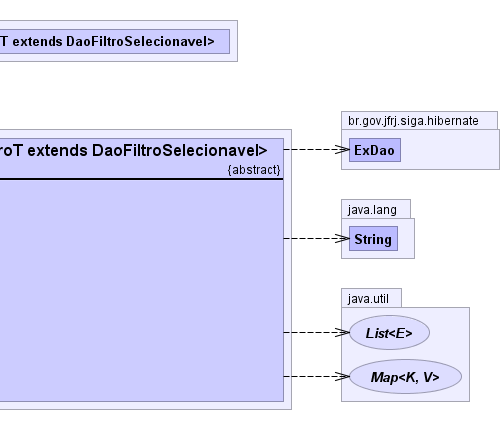 T extends DaoFiltroSelecionavel>
br.gov.jfrj.siga.hibernate
roT extends DaoFiltroSelecionavel>
ExDao
{abstract}
java.lang
String
java.util
List<E>
Map<K, V>